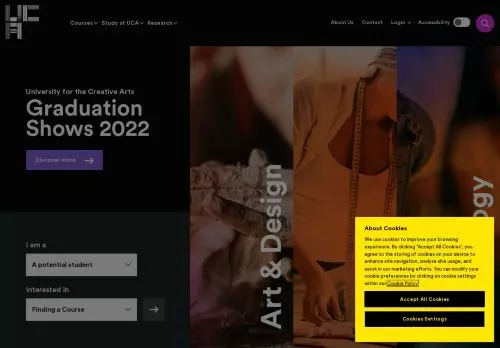 UCA
Courses
Study at UCA
Research
About Us
Contact
Login
Accessibility
University for the Creative Arts
Graduation
Shows 2022
Discover more
Art & Design
ogy
I am a
A potential student
Interested in
Finding a Course
About Cookies
We use cookies to improve your browsing
experience. By clicking "Accept All Cookies", you
agree to the storing of cookies on your device to
enhance site navigation, analyse site usage, and
assist in our marketing efforts. You can modify your
cookie preferences by clicking on cookie settings
within our Cookie Policy
Accept All Cookies
Cookies Settings